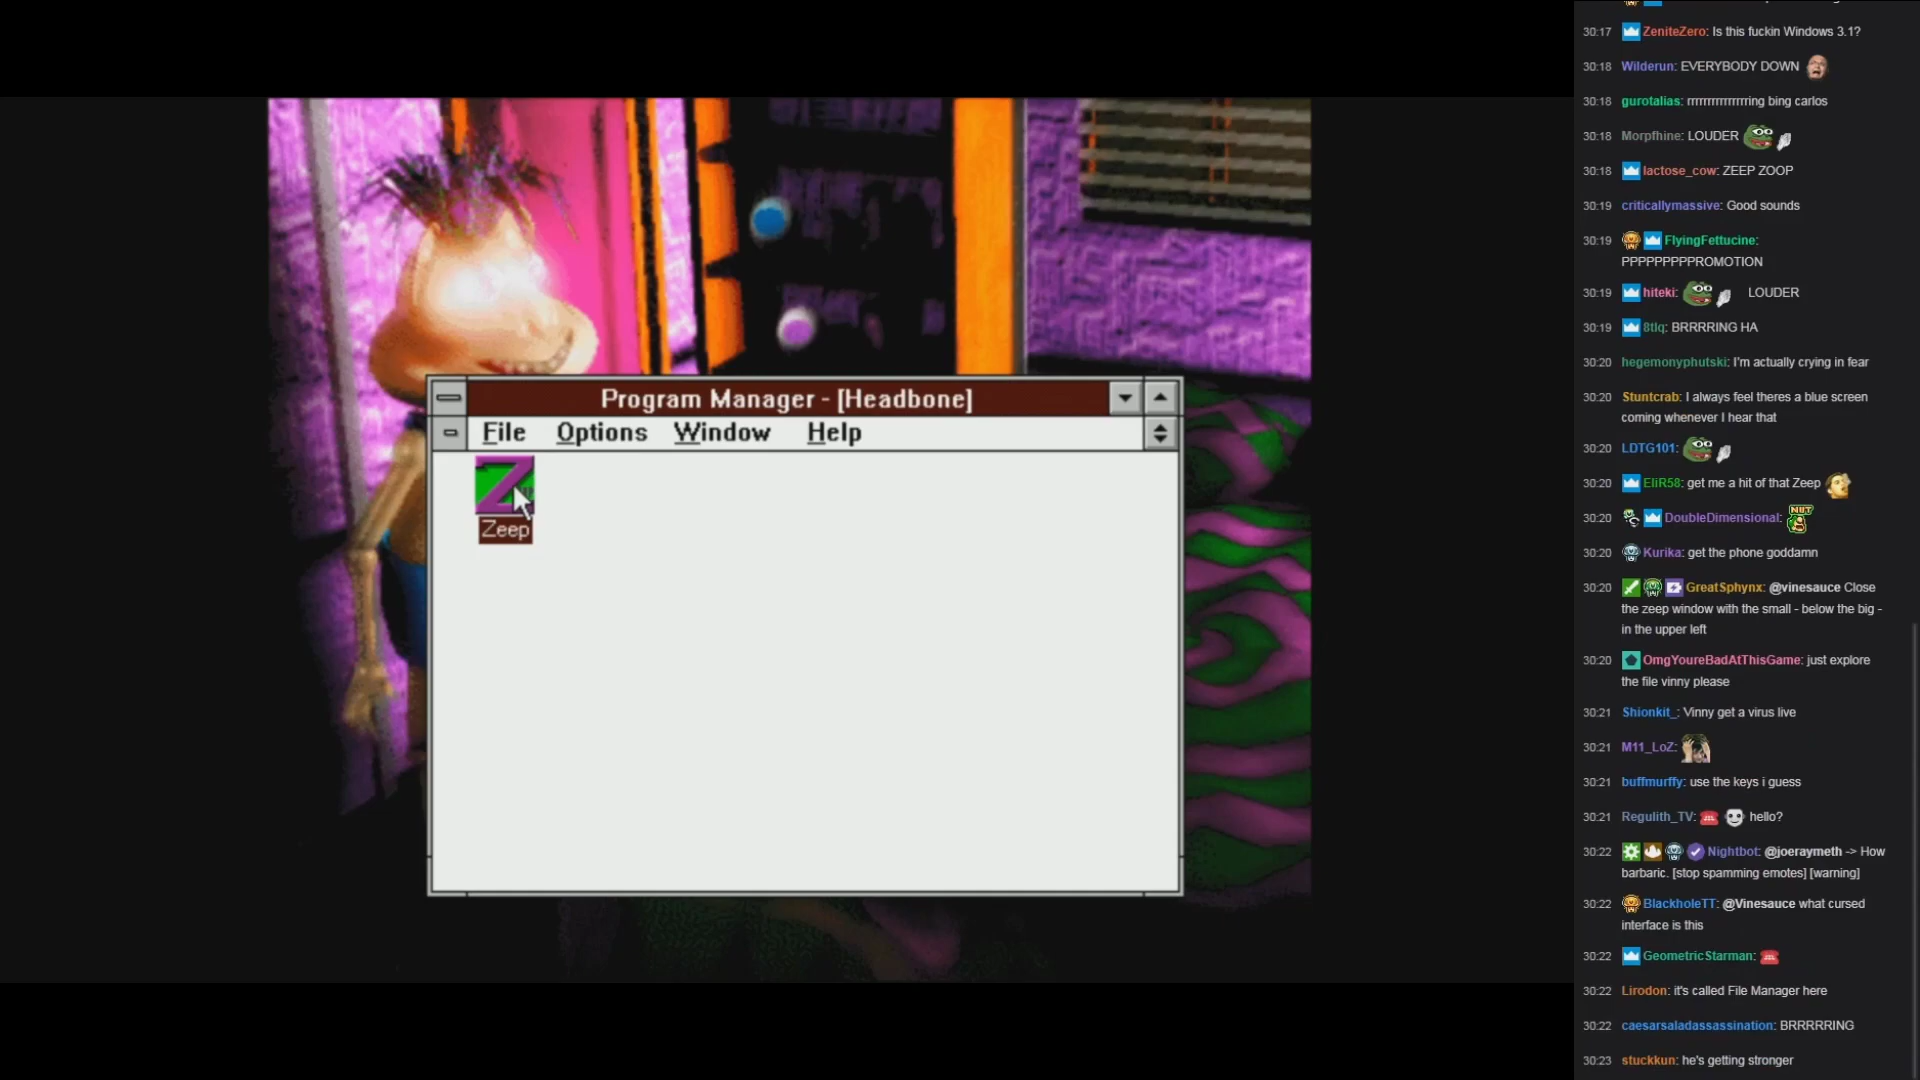 Program Manager - [Headbone]
File Options Window Help
Zeep
30:17 ZeniteZero: Is this fuckin Windows 3.1?
30:18 Wilderun: EVERYBODY DOWN
30:18 gurotalias: rrrrrrrrrrrrrring bing carlos
30:18 Morpfhine: LOUDER
30:18 lactose_cow: ZEEP ZOOP
30:19 criticallymassive: Good sounds
30:19 FlyingFettucine:
PPPPPPPPPROMOTION
30:19 hiteki: LOUDER
30:19 8tlq: BRRRRING HA
30:20 hegemonyphutski: I'm actually crying in fear
30:20 Stuntcrab: I always feel theres a blue screen
coming whenever I hear that
30:20 LDTG101:
30:20 EliR58: get me a hit of that Zeep
30:20 DoubleDimensional:
30:20 Kurika: get the phone goddamn
30:20 GreatSphynx: @vinesauce Close
the zeep window with the small - below the big -
in the upper left
30:20 OmgYoureBadAtThisGame: just explore
the file vinny please
30:21 Shionkit_: Vinny get a virus live
30:21 M11_LoZ:
30:21 buffmurffy: use the keys i guess
30:21 Regulith_TV: hello?
30:22 Nightbot: @joeraymeth -> How
barbaric. [stop spamming emotes] [warning]
30:22 BlackholeTT: @Vinesauce what cursed
interface is this
30:22 GeometricStarman:
30:22 Lirodon: it's called File Manager here
30:22 caesarsaladassassination: BRRRRRING
30:23 stuckkun: he's getting stronger